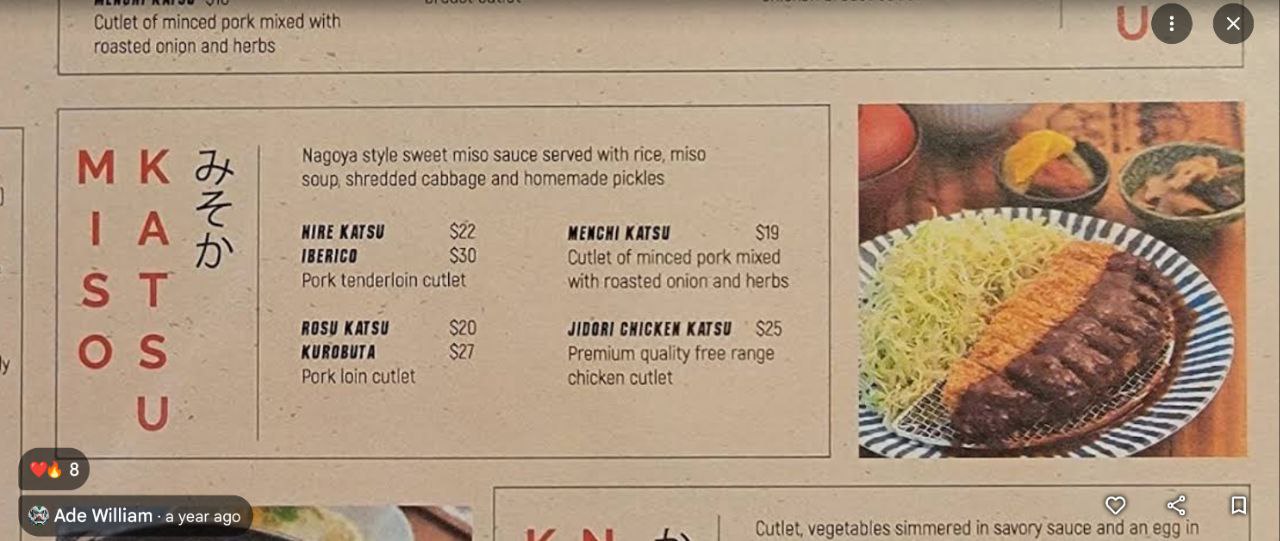 Cutlet of minced pork mixed with
roasted onion and herbs
U
MISO
KATSU
みそか
Nagoya style sweet miso sauce served with rice, miso
soup, shredded cabbage and homemade pickles
HIRE KATSU $22
IBERICO $30
Pork tenderloin cutlet
ROSU KATSU $20
KUROBUTA $27
Pork loin cutlet
MENCHI KATSU $19
Cutlet of minced pork mixed
with roasted onion and herbs
JIDORI CHICKEN KATSU $25
Premium quality free range
chicken cutlet
ly
8
Ade William · a year ago
K N か
Cutlet, vegetables simmered in savory sauce and an egg in